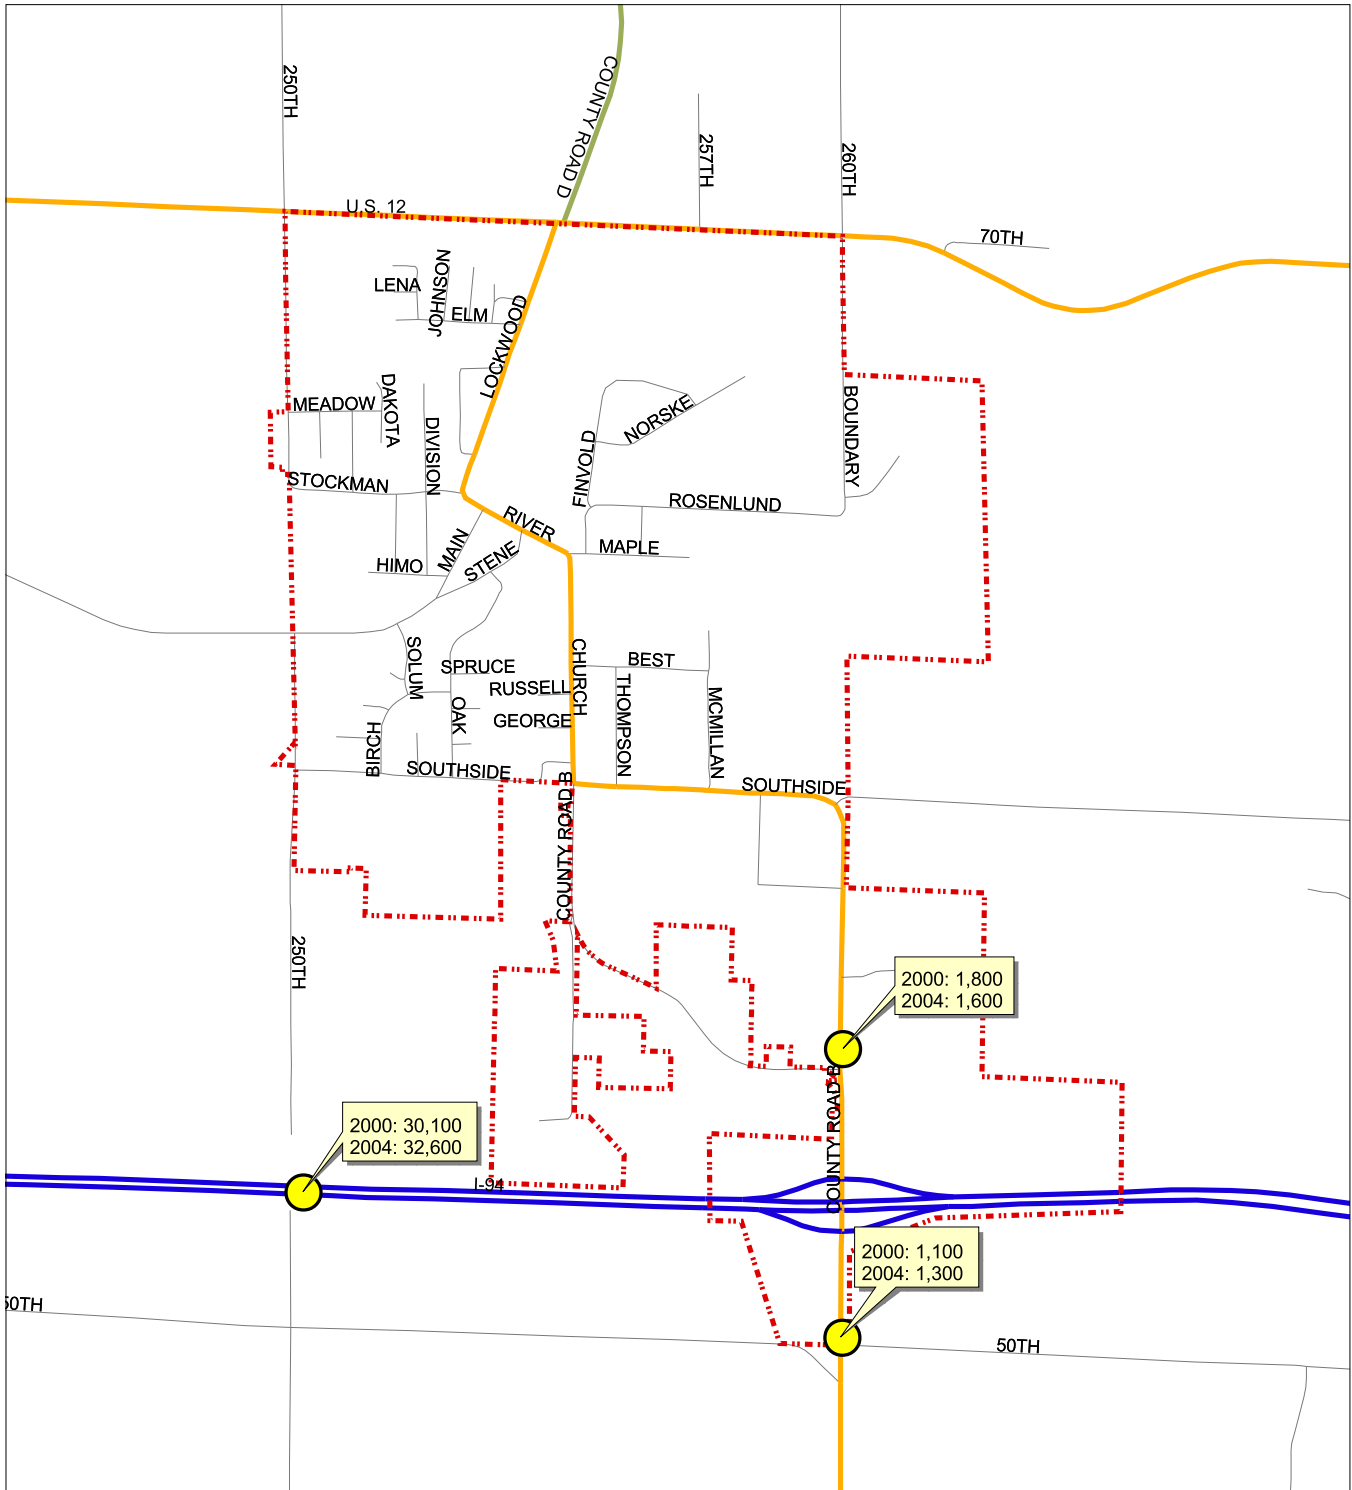 250TH
COUNTY ROAD D
257TH
260TH
U.S. 12
70TH
LENA
JOHNSON
ELM
LOCKWOOD
MEADOW
DAKOTA
DIVISION
NORSKE
BOUNDARY
FINVOLD
STOCKMAN
ROSENLUND
RIVER
MAIN
STENE
MAPLE
HIMO
SOLUM
SPRUCE
CHURCH
BEST
RUSSELL
THOMPSON
MCMILLAN
OAK
GEORGE
BIRCH
SOUTHSIDE
COUNTY ROAD B
SOUTHSIDE
250TH
2000: 1,800
2004: 1,600
COUNTY ROAD B
2000: 30,100
2004: 32,600
I-94
2000: 1,100
2004: 1,300
50TH
50TH